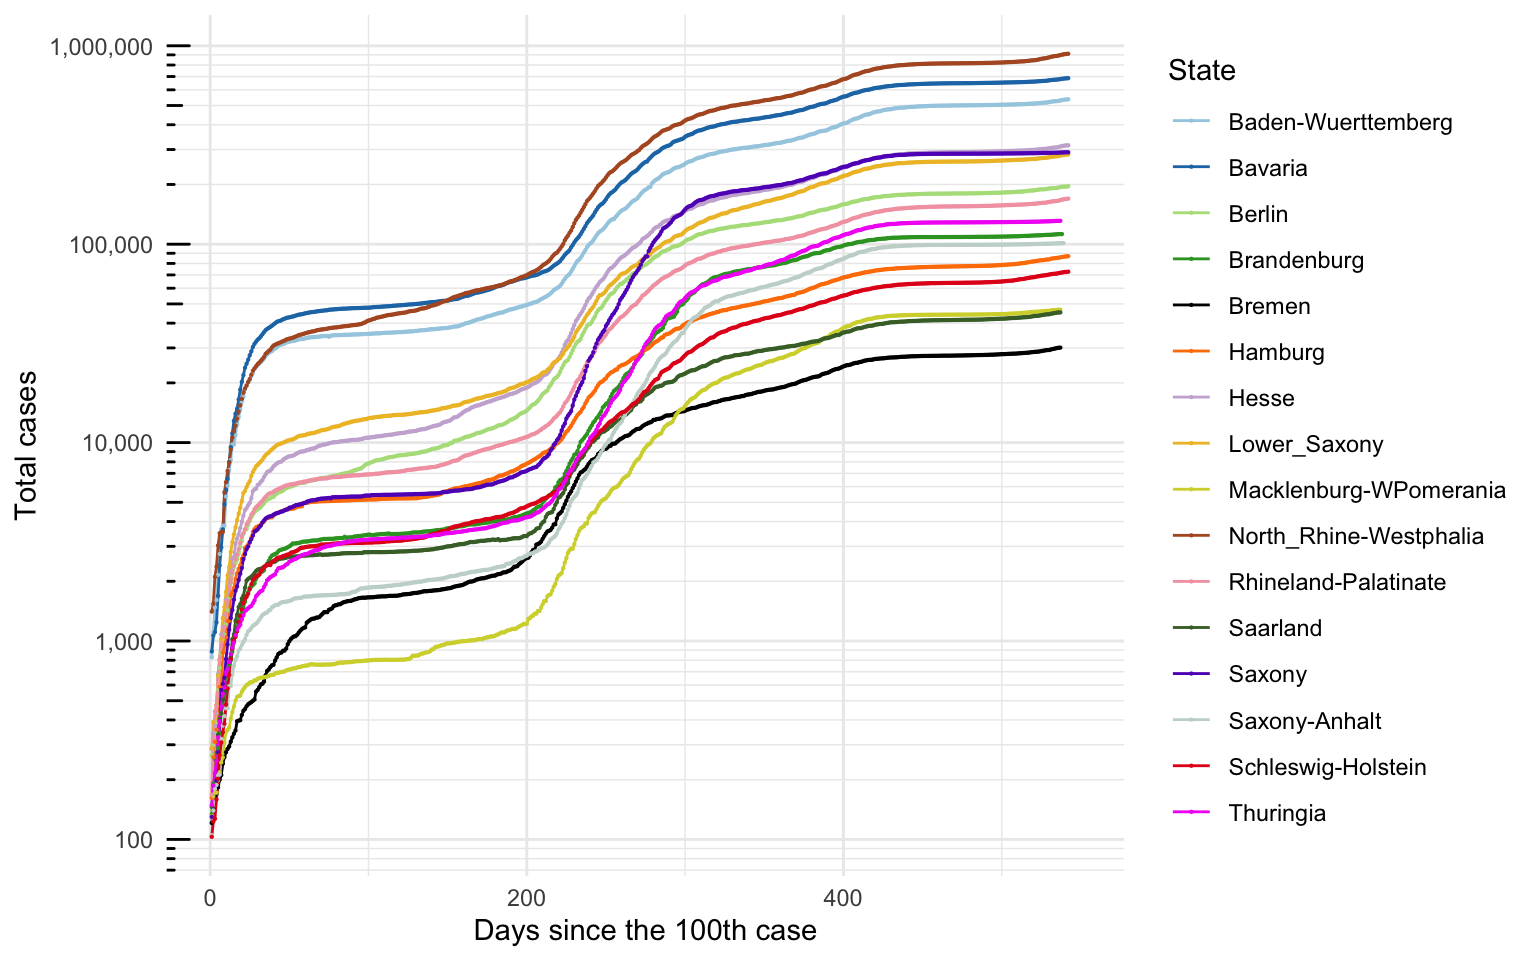 1,000,000
100,000
10,000
1,000
100
Total cases
0
200
400
Days since the 100th case
State
Baden-Wuerttemberg
Bavaria
Berlin
Brandenburg
Bremen
Hamburg
Hesse
Lower_Saxony
Macklenburg-WPomerania
North_Rhine-Westphalia
Rhineland-Palatinate
Saarland
Saxony
Saxony-Anhalt
Schleswig-Holstein
Thuringia